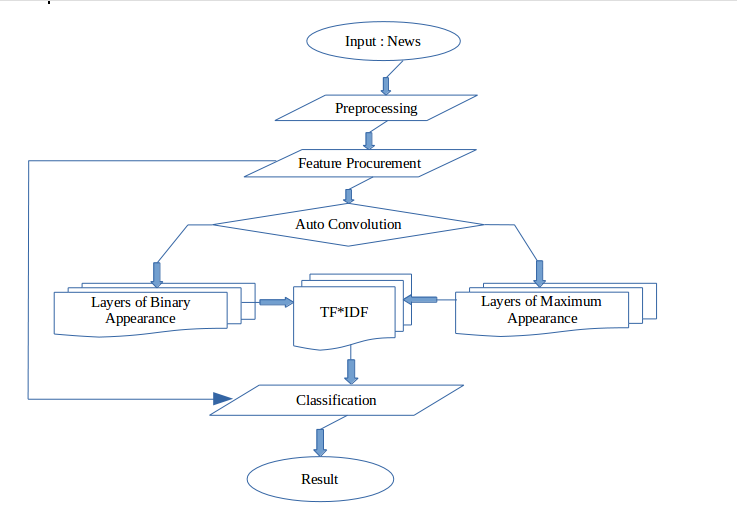 Input : News
Preprocessing
Feature Procurement
Auto Convolution
Layers of Binary
Appearance
TF*IDF
Layers of Maximum
Appearance
Classification
Result